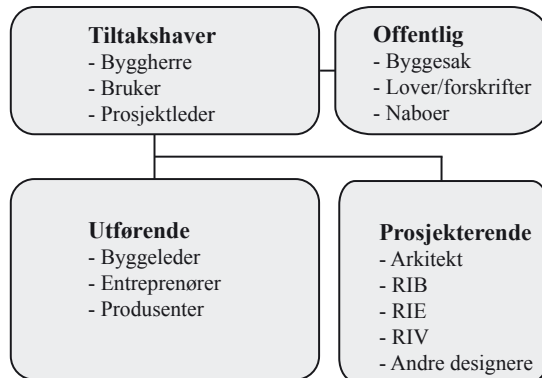 Tiltakshaver
- Byggherre
- Bruker
- Prosjektleder
Offentlig
- Byggesak
- Lover/forskrifter
- Naboer
Utførende
- Byggeleder
- Entreprenører
- Produsenter
Prosjekterende
- Arkitekt
- RIB
- RIE
- RIV
- Andre designere